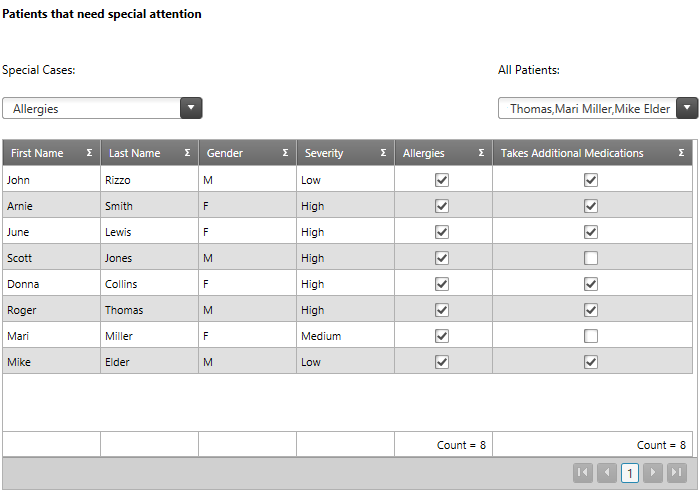 Patients that need special attention
Special Cases: All Patients:
Allergies Thomas,Mari Miller,Mike Elder
First Name Σ Last Name Σ Gender Σ Severity Σ Allergies Σ Takes Additional Medications Σ
John Rizzo M Low
Arnie Smith F High
June Lewis F High
Scott Jones M High
Donna Collins F High
Roger Thomas M High
Mari Miller F Medium
Mike Elder M Low
Count = 8 Count = 8
1